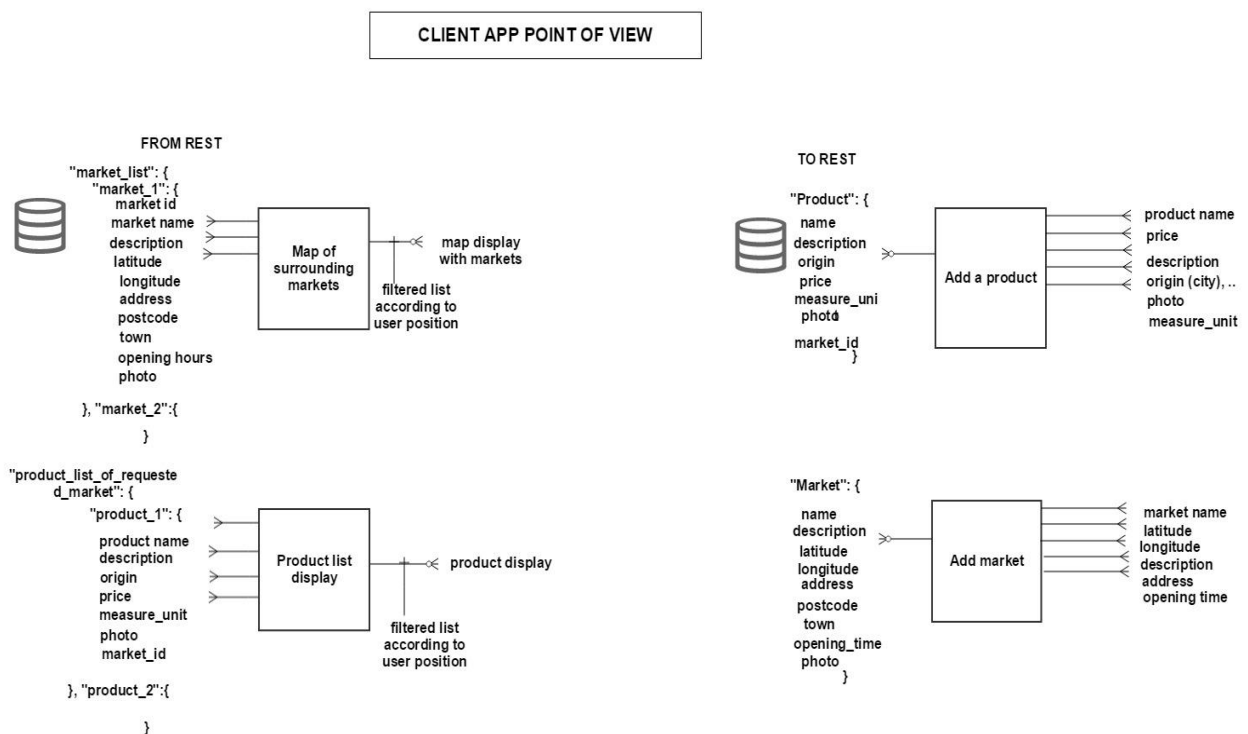 CLIENT APP POINT OF VIEW
FROM REST
"market_list": {
"market_1": {
market id
market name
description
latitude
longitude
address
postcode
town
opening hours
photo
}, "market_2":{
}
Map of
surrounding
markets
map display
with markets
filtered list
according to
user position
"product_list_of_requeste
d_market": {
"product_1": {
product name
description
origin
price
measure_unit
photo
market_id
}, "product_2":{
}
Product list
display
product display
filtered list
according to
user position
TO REST
"Product": {
name
description
origin
price
measure_uni
photo
market_id
}
Add a product
product name
price
description
origin (city), ..
photo
measure_unit
"Market": {
name
description
latitude
longitude
address
postcode
town
opening_time
photo
}
Add market
market name
latitude
longitude
description
address
opening time